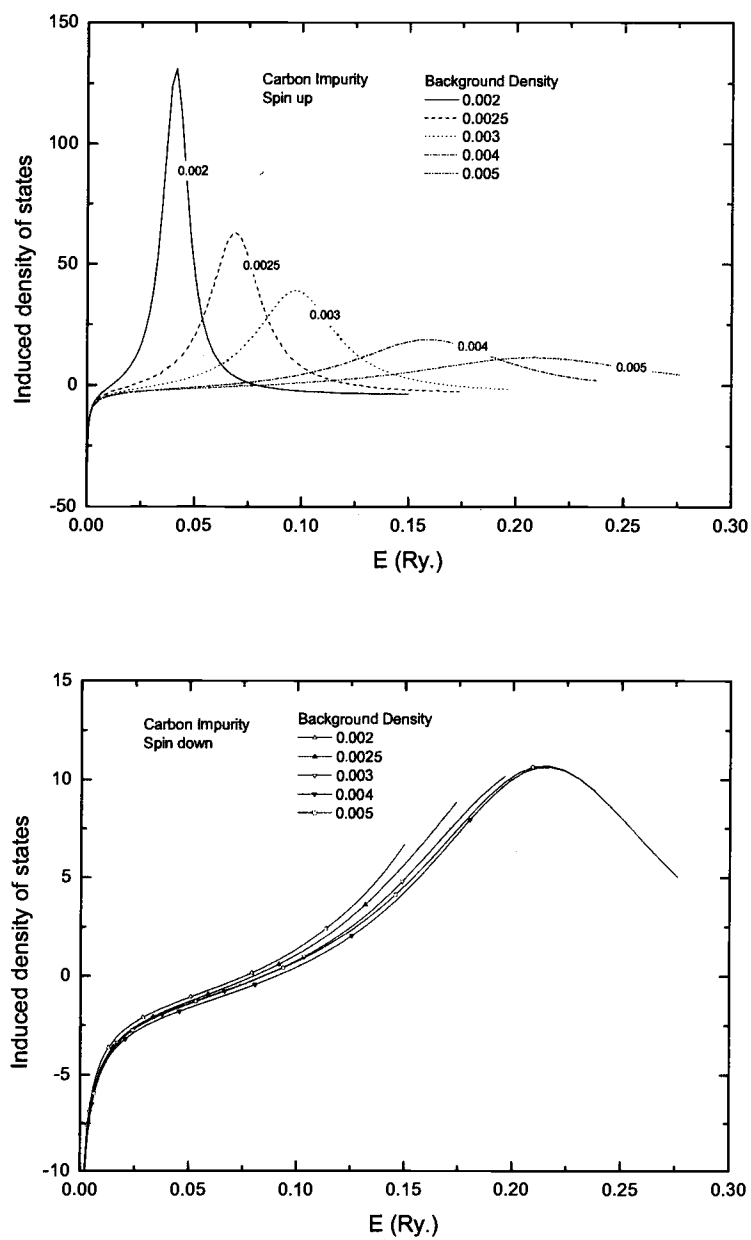 150
Carbon Impurity
Spin up
Background Density
0.002
0.0025
0.003
0.004
0.005
100
0.002
Induced density of states
50
0.0025
0.003
0.004
0.005
0
-50
0.00 0.05 0.10 0.15 0.20 0.25 0.30
E (Ry.)
15
Carbon Impurity
Spin down
Background Density
0.002
0.0025
0.003
0.004
0.005
10
Induced density of states
5
0
-5
-10
0.00 0.05 0.10 0.15 0.20 0.25 0.30
E (Ry.)